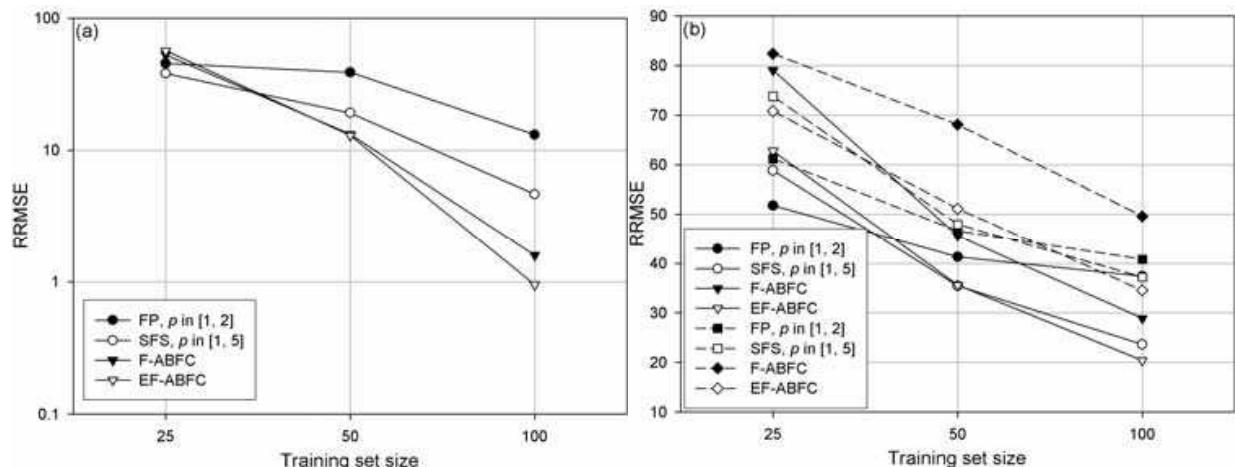 (a)
100
10
1
0.1
RRMSE
FP, p in [1, 2]
SFS, p in [1, 5]
F-ABFC
EF-ABFC
25
50
100
Training set size
(b)
90
80
70
60
50
40
30
20
10
RRMSE
FP, p in [1, 2]
SFS, p in [1, 5]
F-ABFC
EF-ABFC
FP, p in [1, 2]
SFS, p in [1, 5]
F-ABFC
EF-ABFC
25
50
100
Training set size